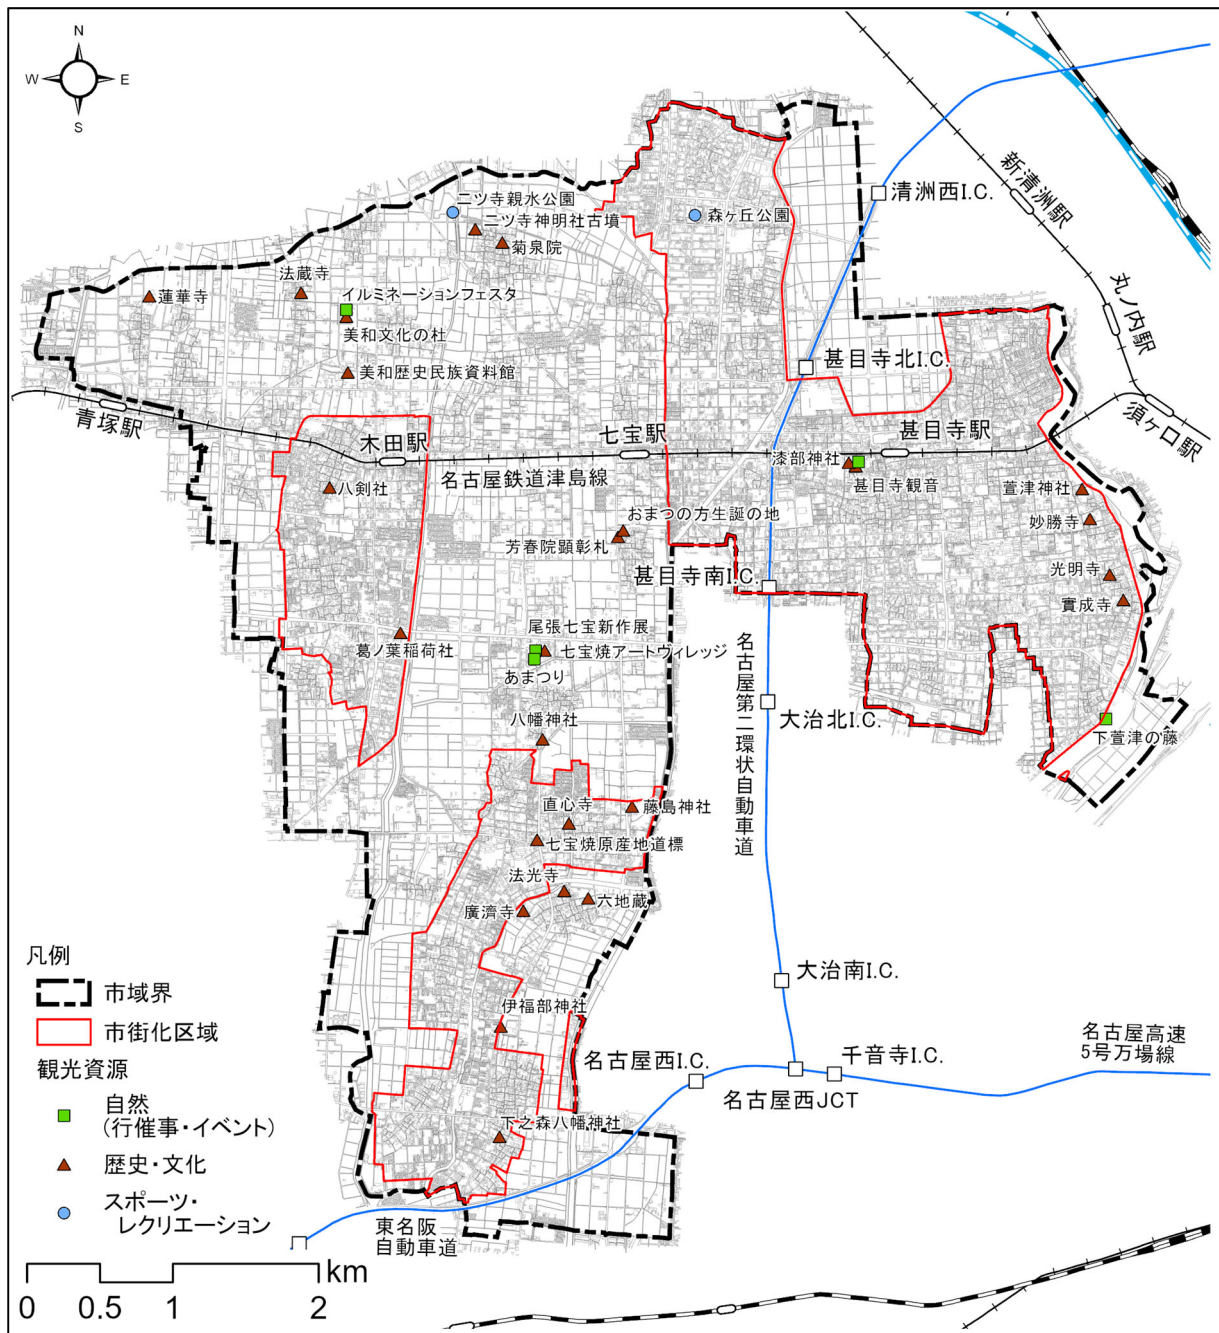 N
W
E
S
新清洲駅
清洲西I.C.
丸ノ内駅
二ツ寺親水公園
二ツ寺神明社古墳
森ヶ丘公園
菊泉院
法蔵寺
蓮華寺
イルミネーションフェスタ
美和文化の杜
美和歴史民族資料館
甚目寺北I.C.
須ヶ口駅
青塚駅
木田駅
七宝駅
甚目寺駅
名古屋鉄道津島線
漆部神社
甚目寺観音
八剣社
萱津神社
おまつの方生誕の地
妙勝寺
芳春院顕彰札
甚目寺南I.C.
光明寺
實成寺
尾張七宝新作展
葛ノ葉稲荷社
七宝焼アートヴィレッジ
あまつり
名古屋第二環状自動車道
大治北I.C.
八幡神社
下萱津の藤
直心寺
藤島神社
七宝焼原産地道標
法光寺
六地蔵
廣濟寺
凡例
市域界
市街化区域
観光資源
自然
(行催事・イベント)
歴史・文化
スポーツ・
レクリエーション
大治南I.C.
伊福部神社
名古屋西I.C.
千音寺I.C.
名古屋高速
5号万場線
名古屋西JCT
下之森八幡神社
東名阪
自動車道
km
0 0.5 1 2